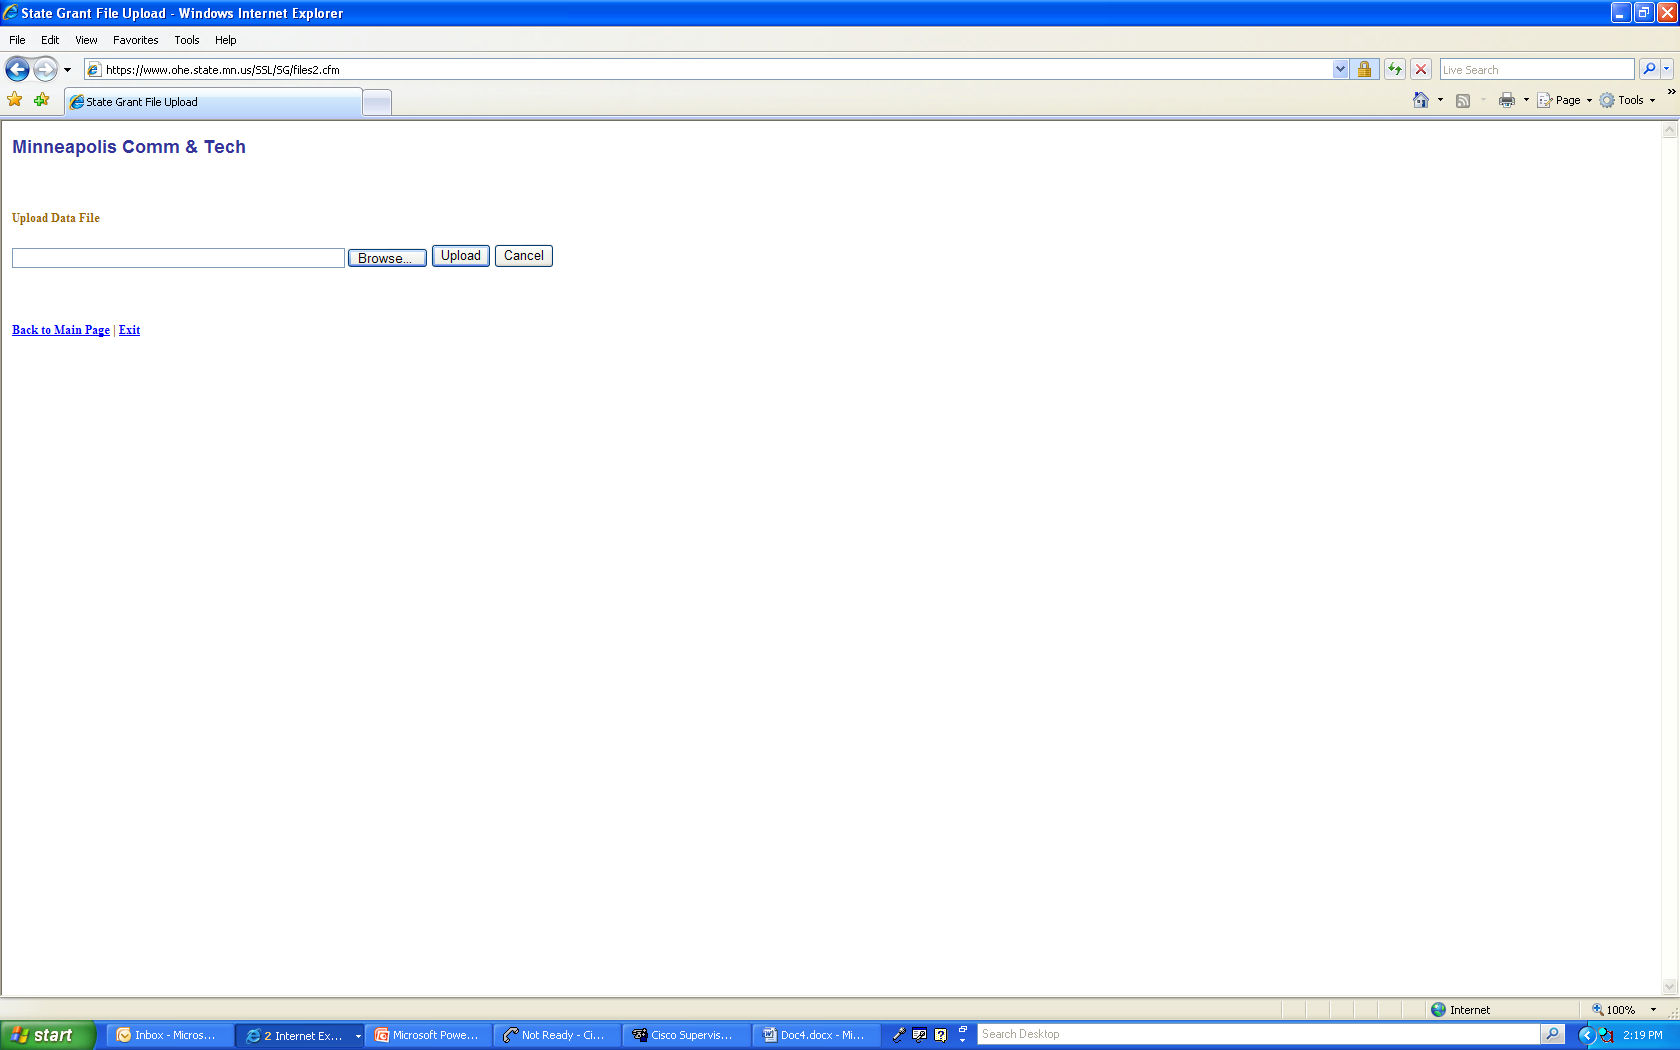 State Grant File Upload - Windows Internet Explorer
File Edit View Favorites Tools Help
https://www.ohe.state.mn.us/SSL/SG/files2.cfm
Live Search
State Grant File Upload
Page Tools »
Minneapolis Comm & Tech
Upload Data File
Browse... Upload Cancel
Back to Main Page | Exit
Internet 100%
start Inbox - Micros... 2 Internet Ex... Microsoft Powe... Not Ready - Ci... Cisco Supervis... Doc4.docx - Mi... Search Desktop 2:19 PM